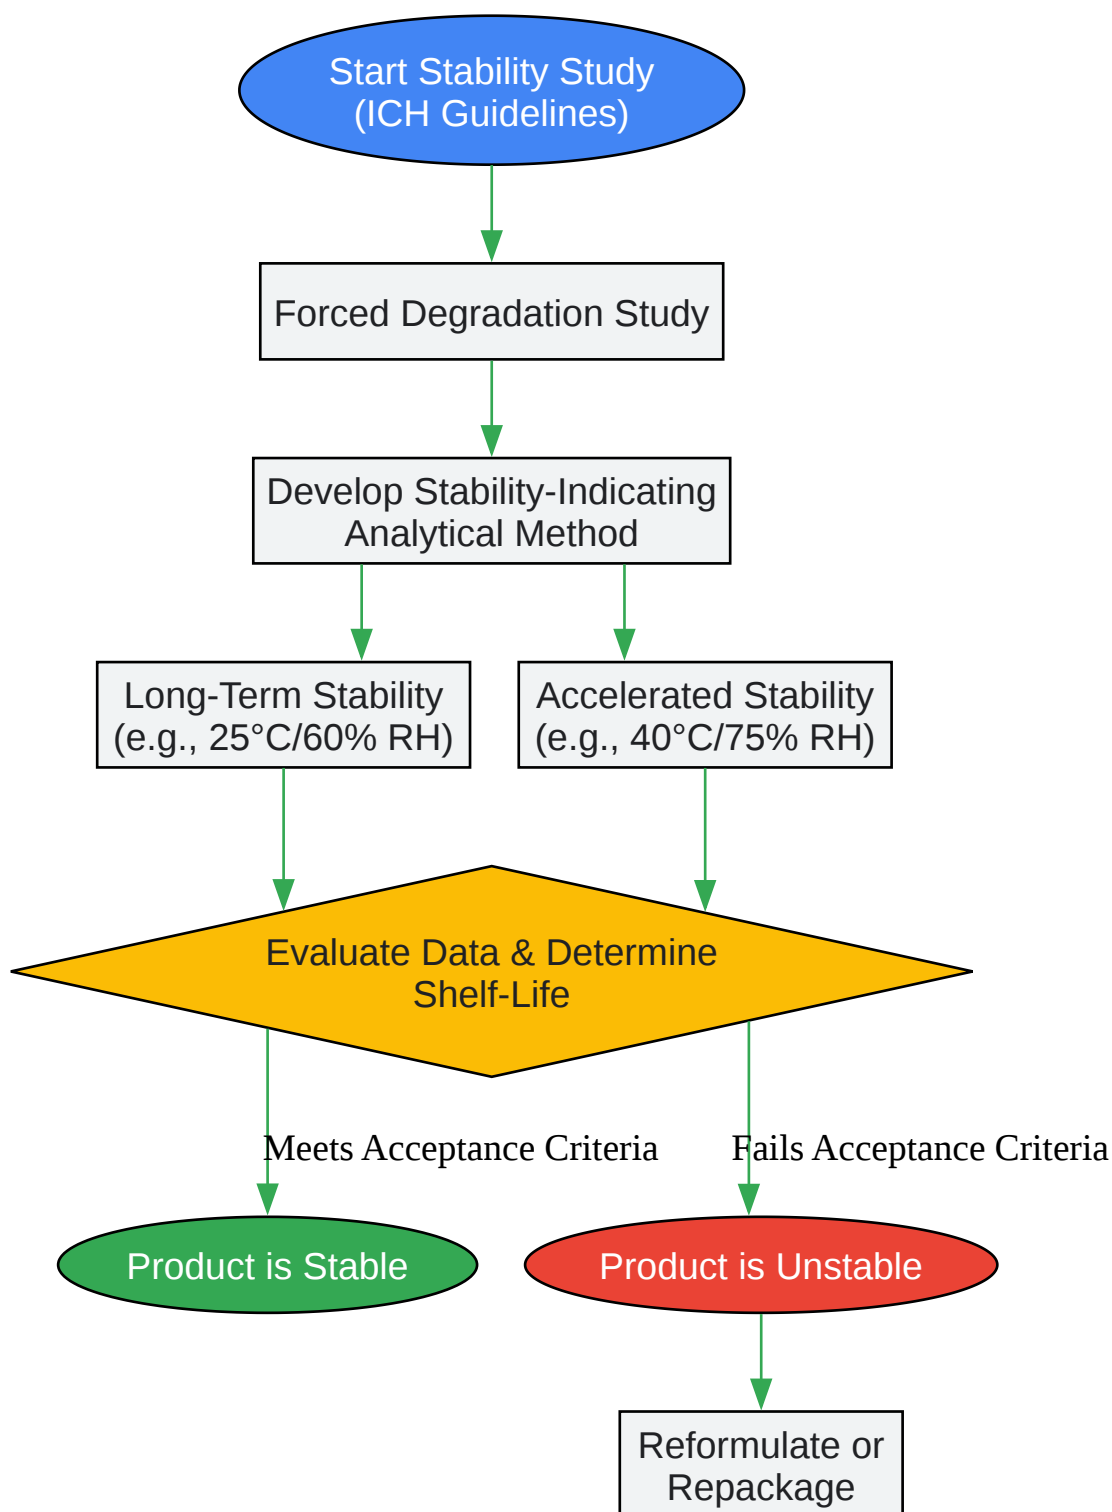 Start Stability Study
(ICH Guidelines)
Forced Degradation Study
Develop Stability-Indicating
Analytical Method
Long-Term Stability
(e.g., 25°C/60% RH)
Accelerated Stability
(e.g., 40°C/75% RH)
Evaluate Data & Determine
Shelf-Life
Meets Acceptance Criteria
Fails Acceptance Criteria
Product is Stable
Product is Unstable
Reformulate or
Repackage